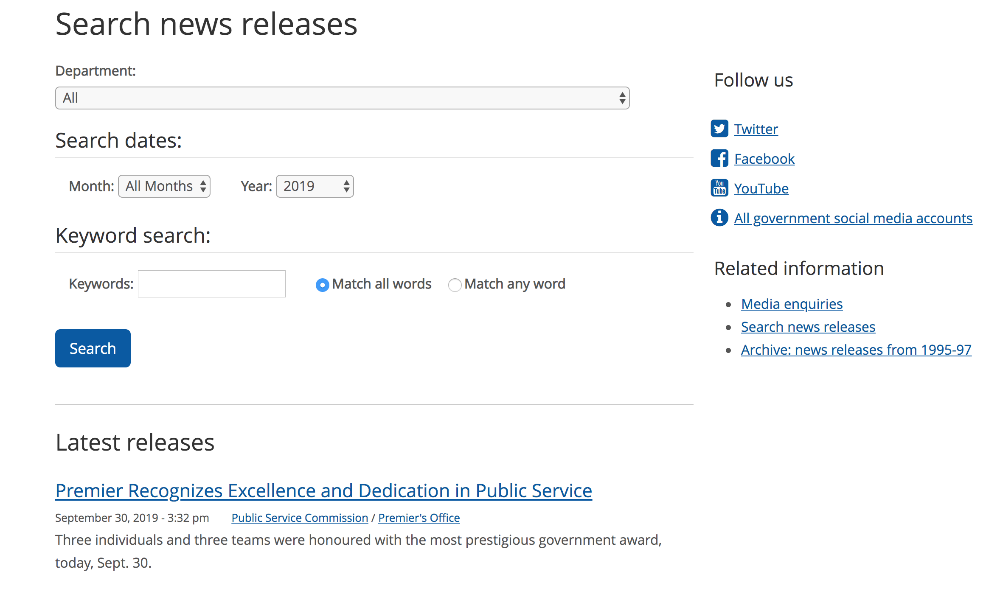 Search news releases
Department:
All
Search dates:
Month: All Months Year: 2019
Keyword search:
Keywords: Match all words Match any word
Search
Latest releases
Premier Recognizes Excellence and Dedication in Public Service
September 30, 2019 - 3:32 pm Public Service Commission / Premier's Office
Three individuals and three teams were honoured with the most prestigious government award,
today, Sept. 30.
Follow us
Twitter
Facebook
You Tube YouTube
All government social media accounts
Related information
Media enquiries
Search news releases
Archive: news releases from 1995-97